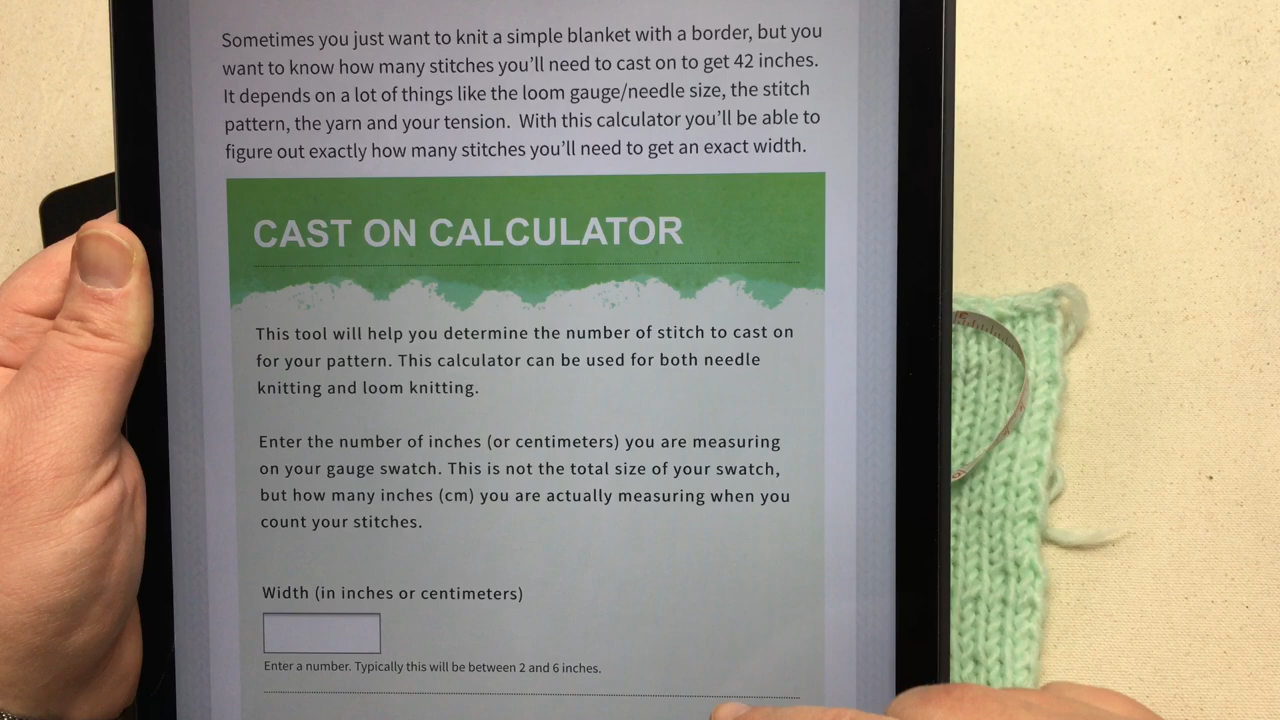 Sometimes you just want to knit a simple blanket with a border, but you
want to know how many stitches you'll need to cast on to get 42 inches.
It depends on a lot of things like the loom gauge/needle size, the stitch
pattern, the yarn and your tension.  With this calculator you'll be able to
figure out exactly how many stitches you'll need to get an exact width.
CAST ON CALCULATOR
This tool will help you determine the number of stitch to cast on
for your pattern. This calculator can be used for both needle
knitting and loom knitting.
Enter the number of inches (or centimeters) you are measuring
on your gauge swatch. This is not the total size of your swatch,
but how many inches (cm) you are actually measuring when you
count your stitches.
Width (in inches or centimeters)
Enter a number. Typically this will be between 2 and 6 inches.